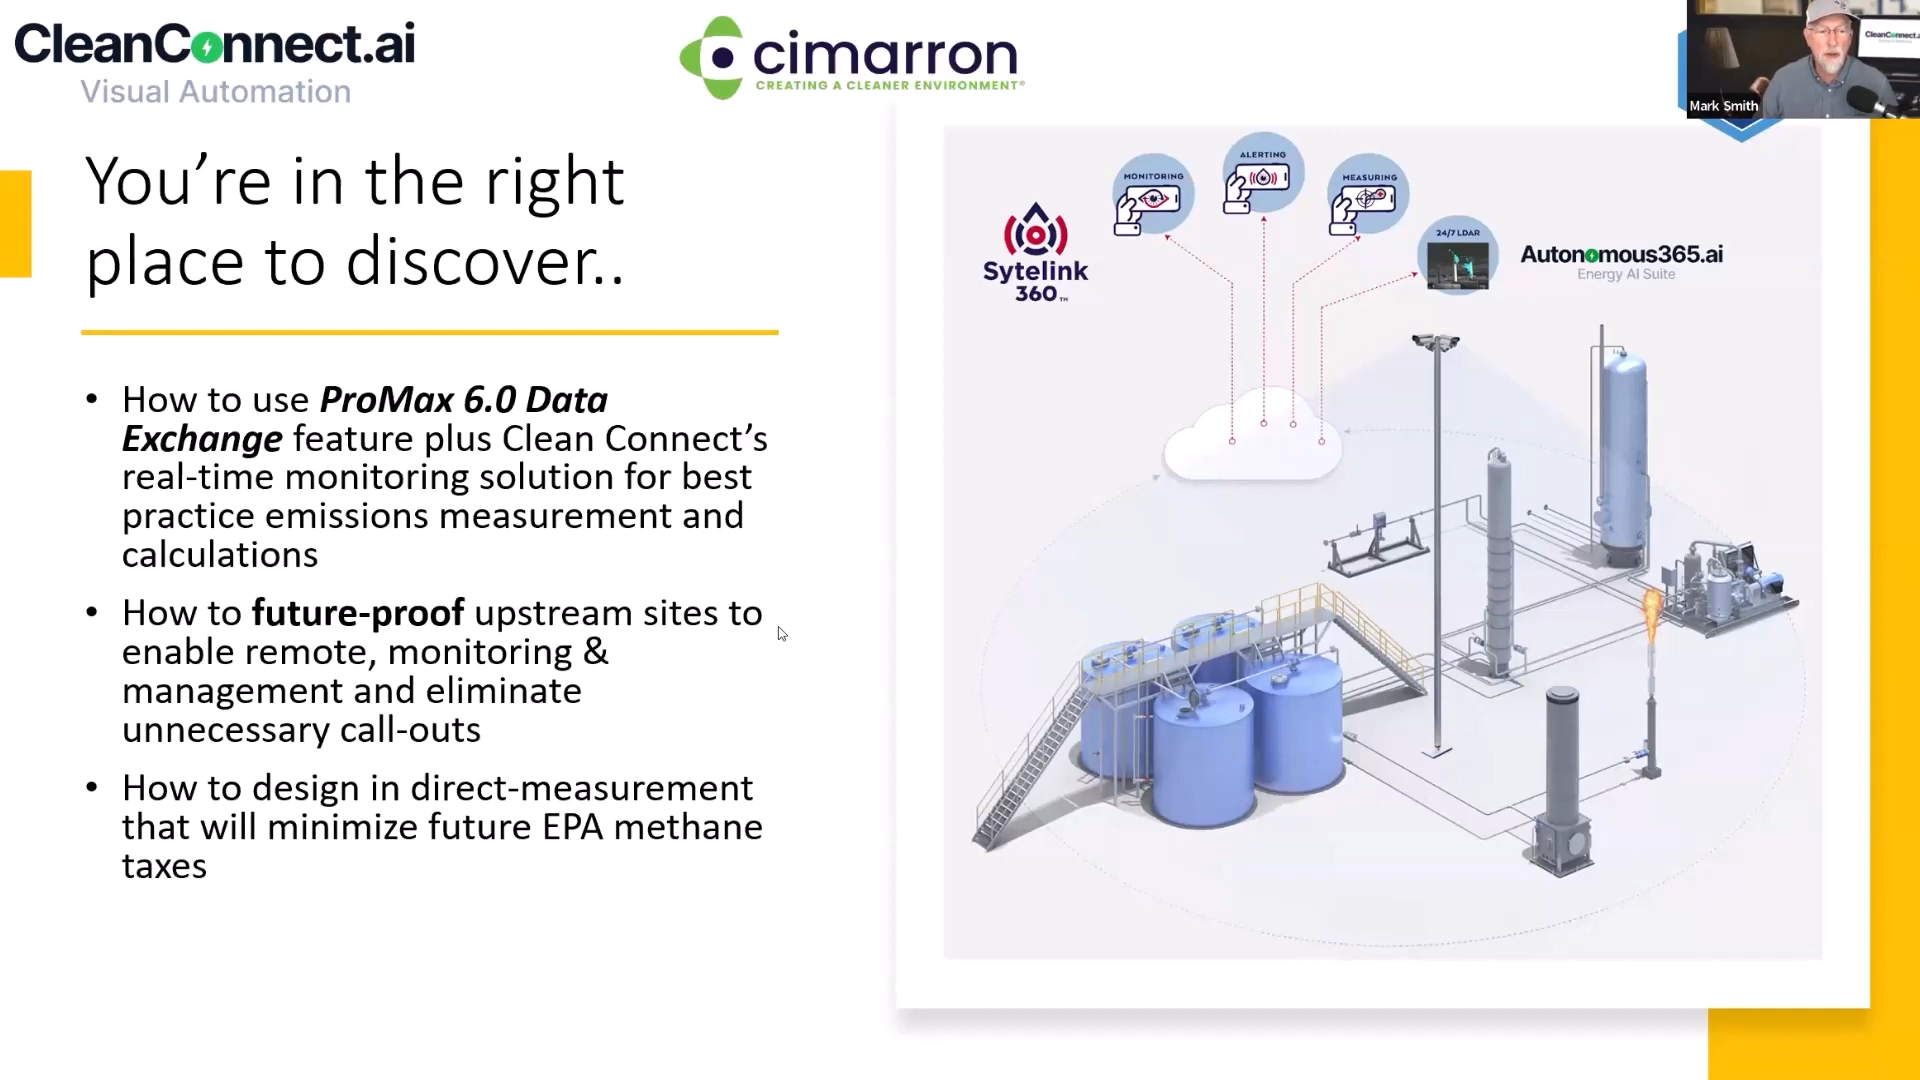 CleanConnect.ai
Visual Automation
cimarron
CREATING A CLEANER ENVIRONMENT®
Mark Smith
You’re in the right
place to discover..
• How to use ProMax 6.0 Data
Exchange feature plus Clean Connect’s
real-time monitoring solution for best
practice emissions measurement and
calculations
• How to future-proof upstream sites to
enable remote, monitoring &
management and eliminate
unnecessary call-outs
• How to design in direct-measurement
that will minimize future EPA methane
taxes
MONITORING
ALERTING
MEASURING
24/7 LDAR
Sytelink
360™
Autonomous365.ai
Energy AI Suite